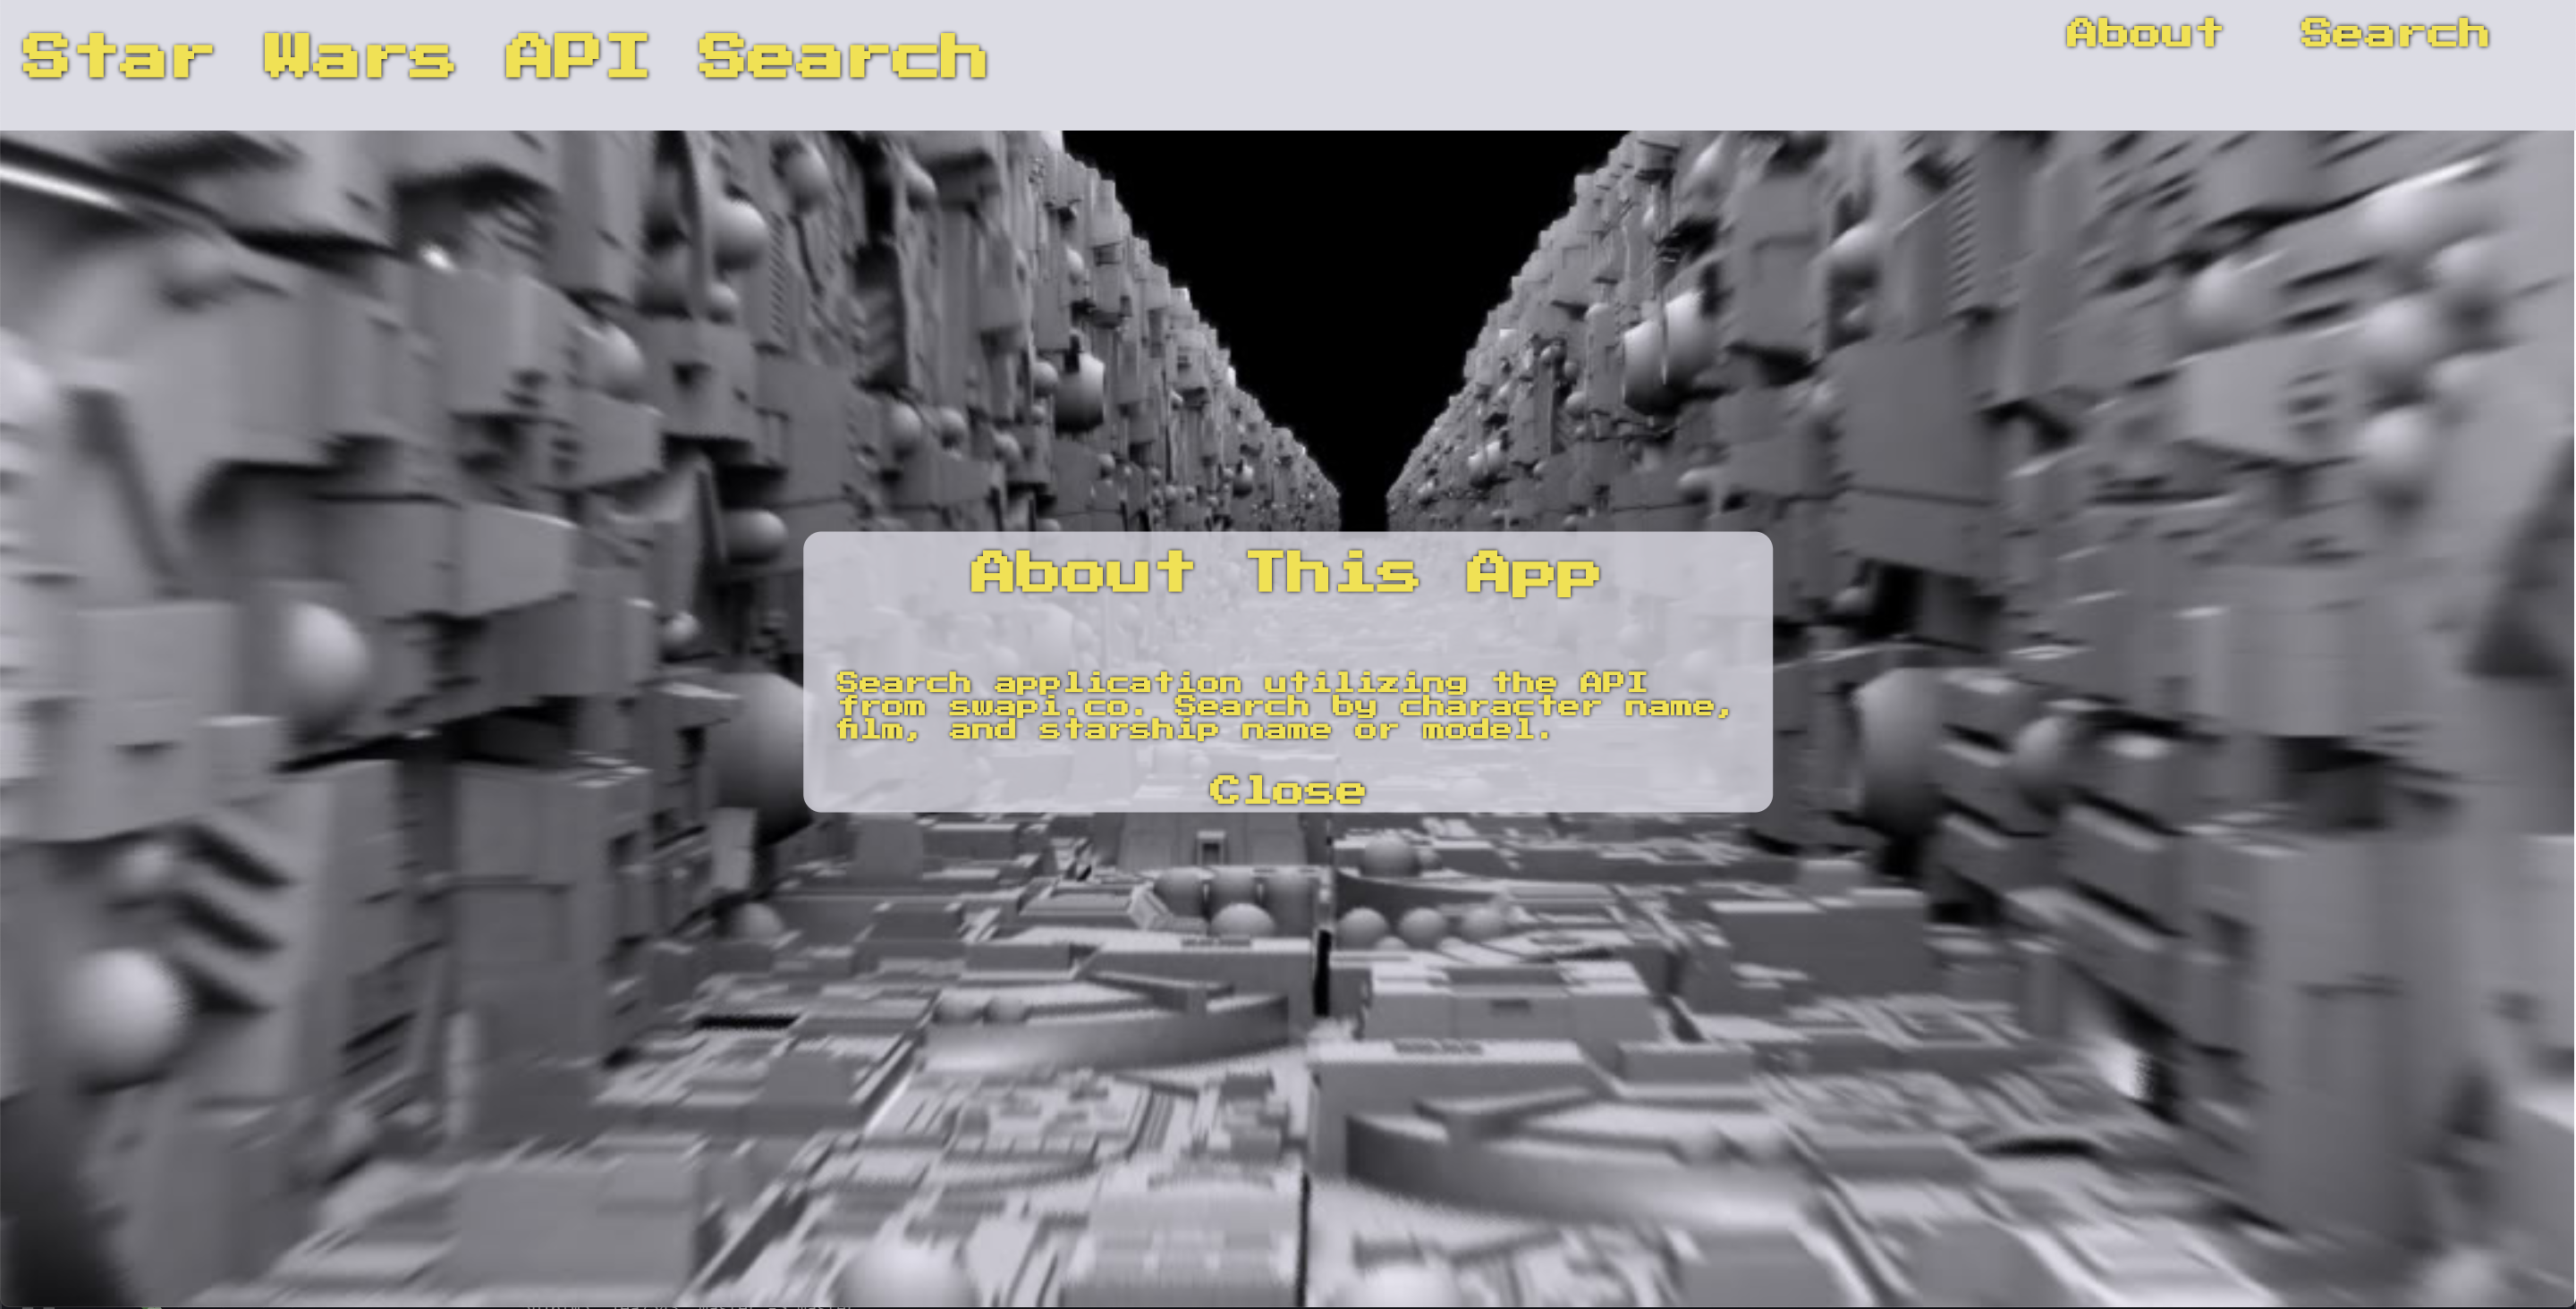 Star Wars API Search
About Search
About This App
Search application utilizing the API
from swapi.co. Search by character name,
film, and starship name or model.
Close